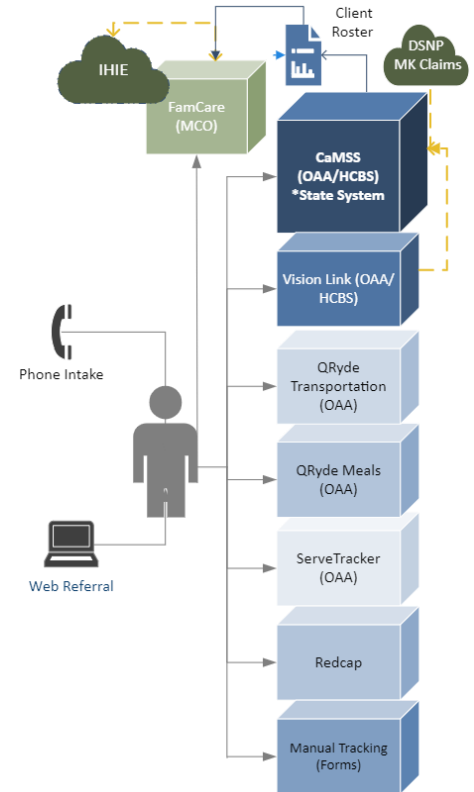 Client
Roster
IHIE
DSNP
MK Claims
FamCare
(MCO)
CaMSS
(OAA/HCBS)
*State System
Vision Link (OAA/
HCBS)
QRyde
Transportation
(OAA)
Phone Intake
QRyde Meals
(OAA)
ServeTracker
(OAA)
Web Referral
Redcap
Manual Tracking
(Forms)